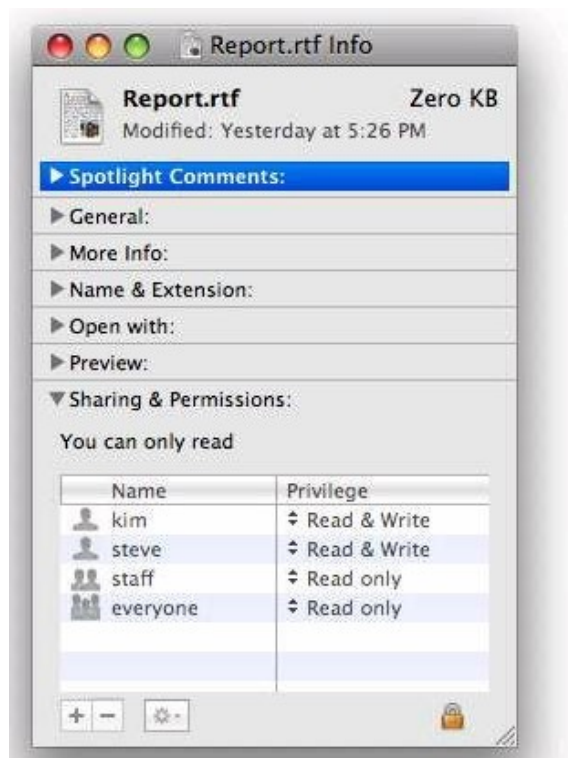 Report.rtf Info
Report.rtf Zero KB
Modified: Yesterday at 5:26 PM
Spotlight Comments:
General:
More Info:
Name & Extension:
Open with:
Preview:
Sharing & Permissions:
You can only read
Name Privilege
kim Read & Write
steve Read & Write
staff Read only
everyone Read only